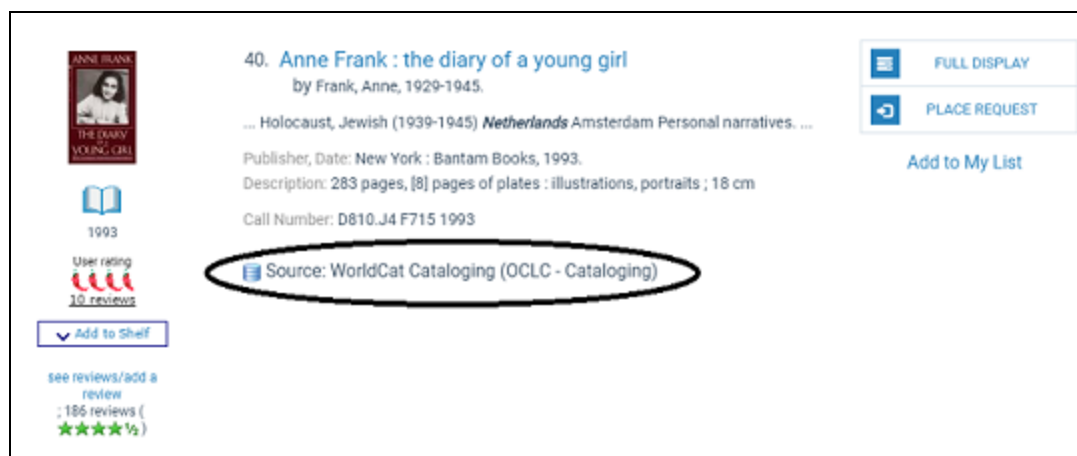 ANNE FRANK
THE DIARY
OF A
YOUNG GIRL
1993
User rating
10 reviews
Add to Shelf
see reviews/add a
review
; 186 reviews (
½ )
40. Anne Frank : the diary of a young girl
by Frank, Anne, 1929-1945.
... Holocaust, Jewish (1939-1945) Netherlands Amsterdam Personal narratives. ...
Publisher, Date: New York : Bantam Books, 1993.
Description: 283 pages, [8] pages of plates : illustrations, portraits ; 18 cm
Call Number: D810.J4 F715 1993
Source: WorldCat Cataloging (OCLC - Cataloging)
FULL DISPLAY
PLACE REQUEST
Add to My List